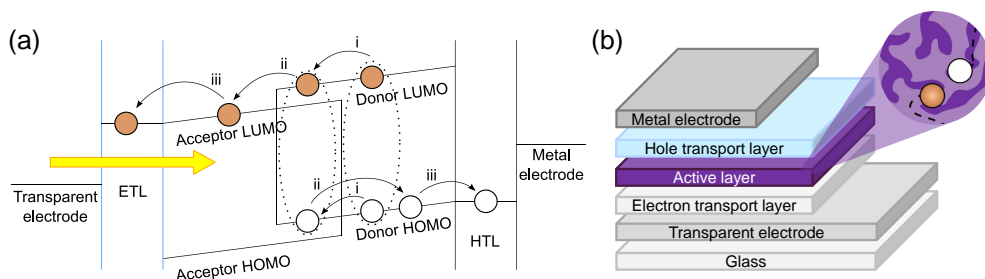 (a)
i
ii
iii
Donor LUMO
Acceptor LUMO
Transparent
electrode
ETL
Metal
electrode
ii
iii
i
Donor HOMO
HTL
Acceptor HOMO
(b)
Metal electrode
Hole transport layer
Active layer
Electron transport layer
Transparent electrode
Glass